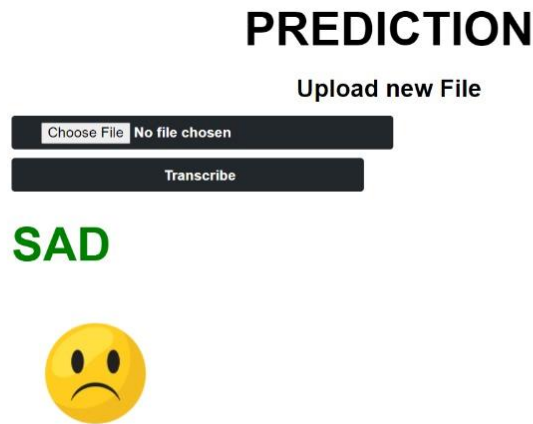 PREDICTION
Upload new File
Choose File No file chosen
Transcribe
SAD